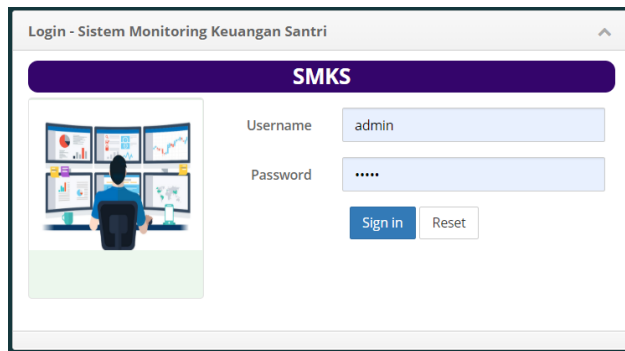 Login - Sistem Monitoring Keuangan Santri
SMKS
Username admin
Password •••••
Sign in Reset